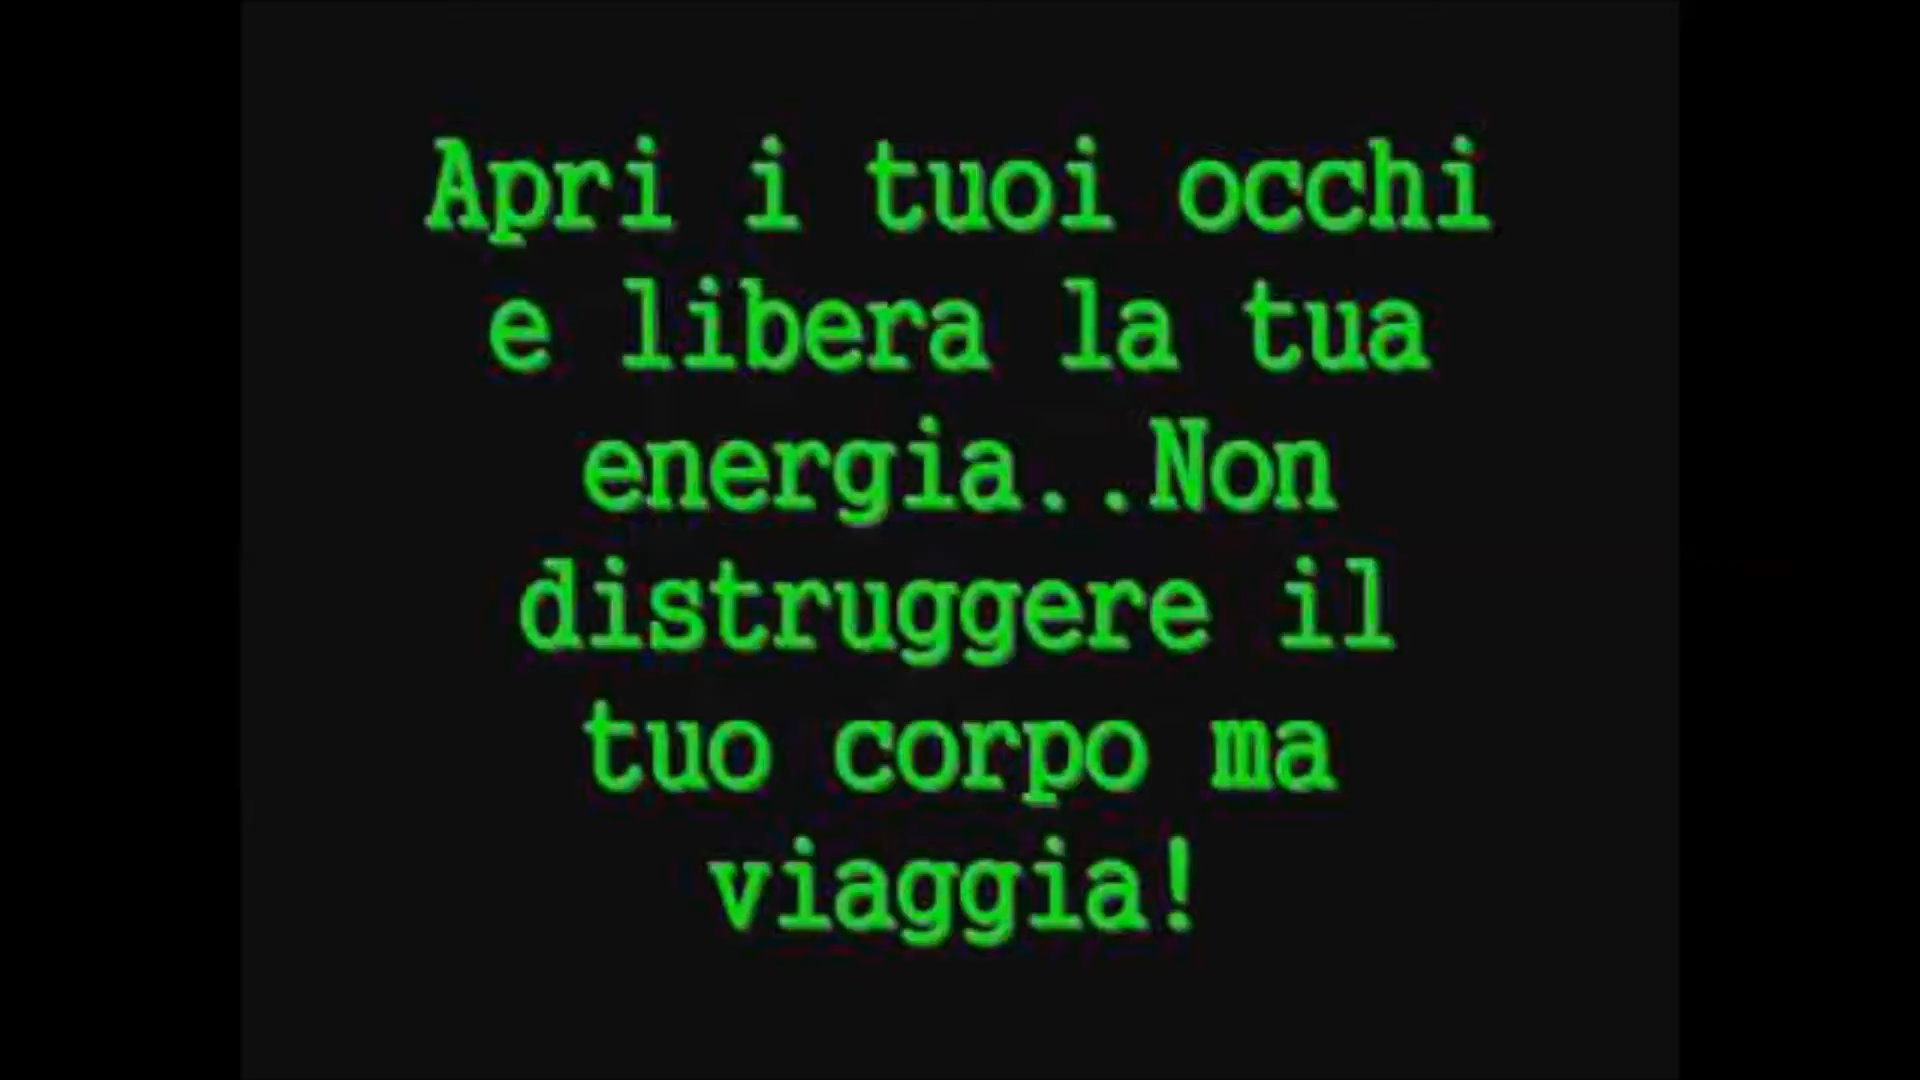 Apri i tuoi occhi
e libera la tua
energia..Non
distruggere il
tuo corpo ma
viaggia!